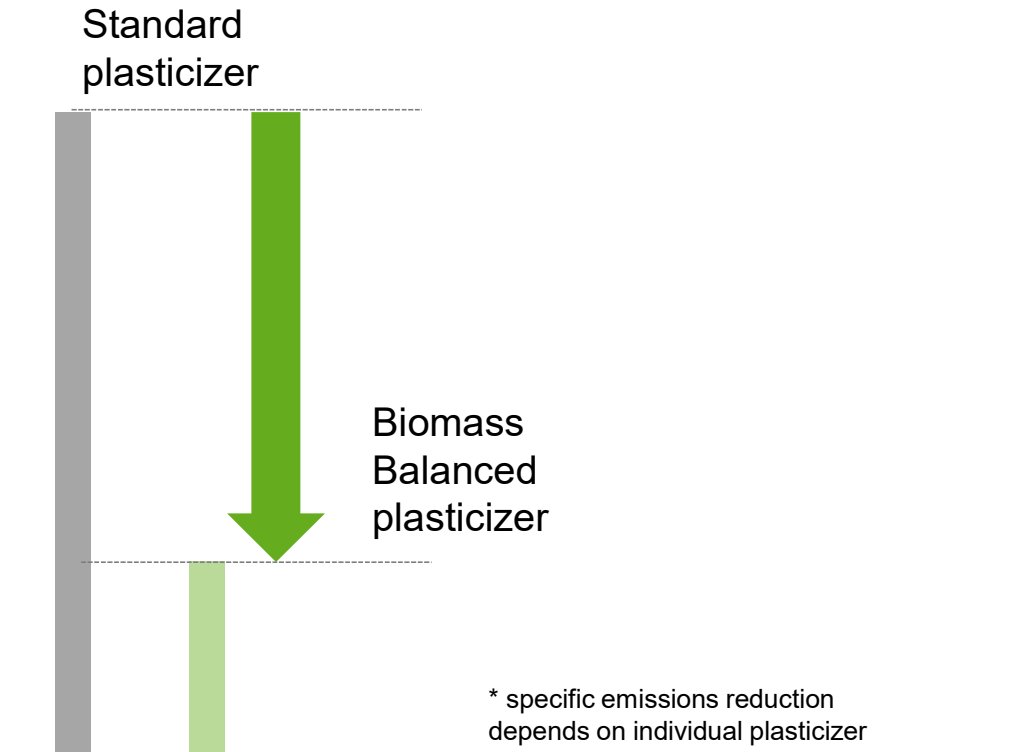 Standard
plasticizer
Biomass
Balanced
plasticizer
* specific emissions reduction
depends on individual plasticizer